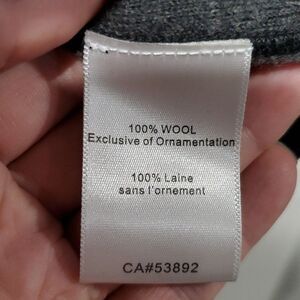 100% WOOL
Exclusive of Ornamentation
100% Laine
sans l'ornement
CA#53892